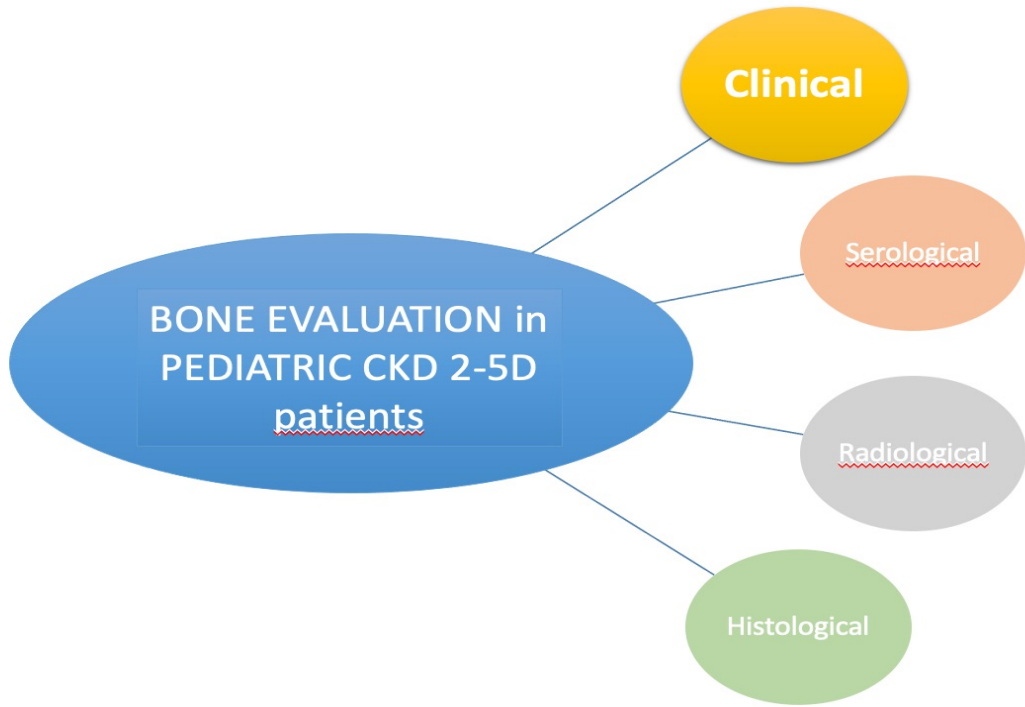 Clinical
Serological
BONE EVALUATION in
PEDIATRIC CKD 2-5D
patients
Radiological
Histological